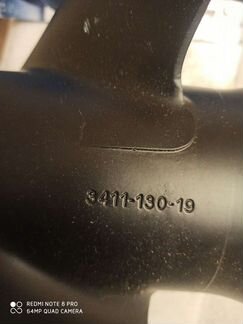 3411-130-19
REDMI NOTE 8 PRO
64MP QUAD CAMERA